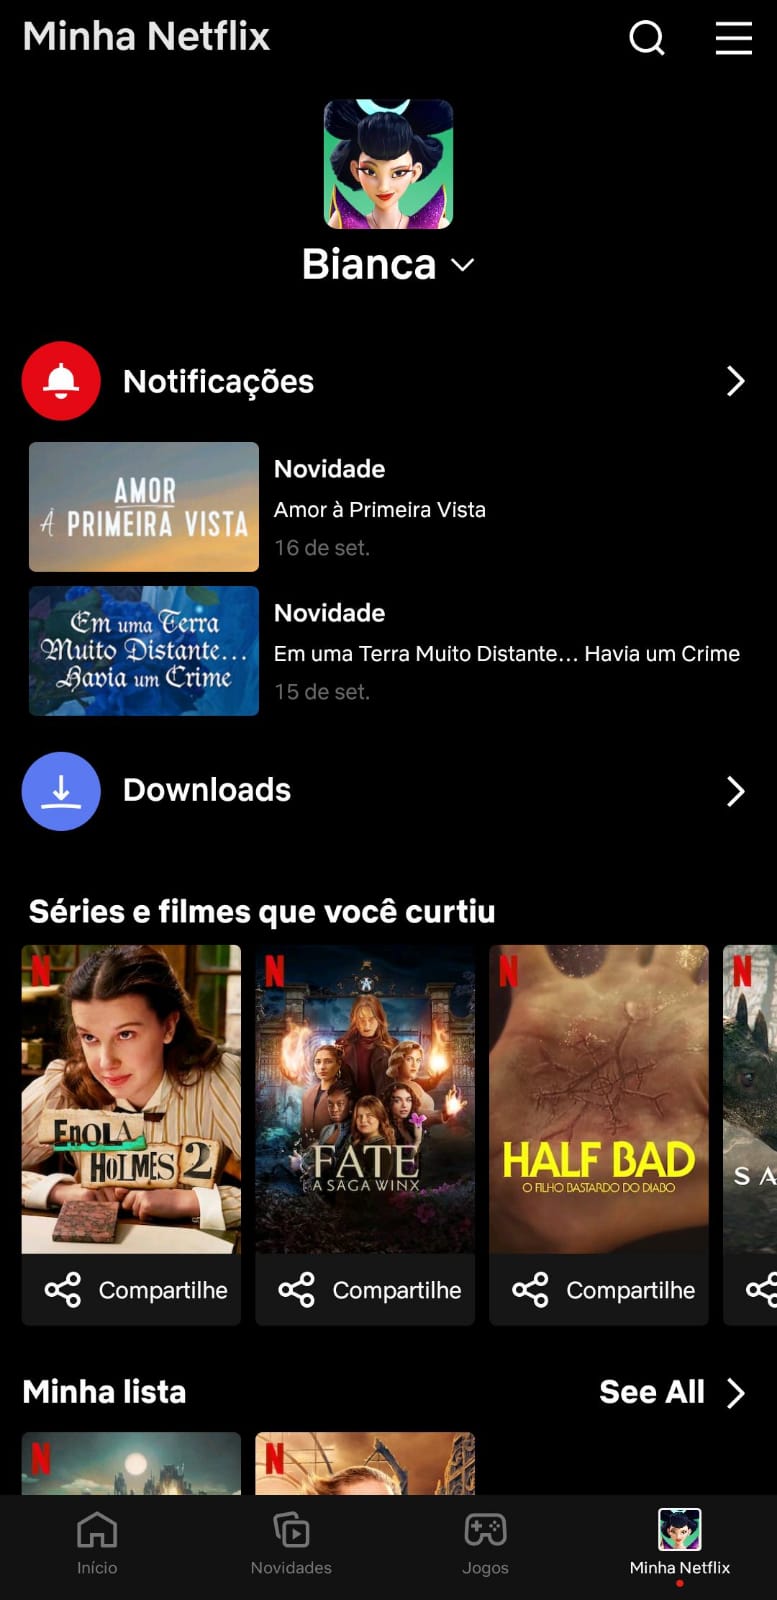 Minha Netflix
Bianca
Notificações
AMOR
À PRIMEIRA VISTA
Novidade
Amor à Primeira Vista
16 de set.
Em uma Terra
Muito Distante...
Havia um Crime
Novidade
Em uma Terra Muito Distante... Havia um Crime
15 de set.
Downloads
Séries e filmes que você curtiu
N
ENOLA
HOLMES 2
N
FATE
A SAGA WINX
N
HALF BAD
O FILHO BASTARDO DO DIABO
N
SA
Compartilhe
Compartilhe
Compartilhe
Minha lista
See All
N
N
Início
Novidades
Jogos
Minha Netflix